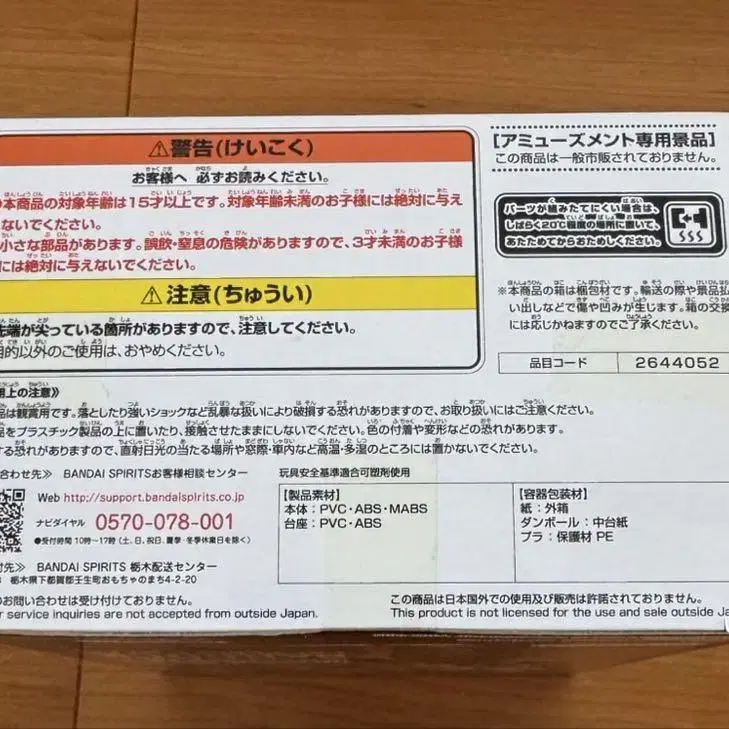 ⚠警告(けいこく)
お客様へ 必ずお読みください。
本商品の対象年齢は15才以上です。対象年齢未満のお子様には絶対に与え
ないでください。
小さな部品があります。誤飲・窒息の危険がありますので、3才未満のお子様
には絶対に与えないでください。
⚠注意(ちゅうい)
先端が尖っている箇所がありますので、注意してください。
目的以外のご使用は、おやめください。
[アミューズメント専用景品]
この商品は一般市販されておりません。
パーツが組みたてにくい場合は、
しばらく20℃程度の場所に置いて、
あたためてからおためしください。
※本商品の箱は梱包材です。輸送の際や景品払
い出しなどで傷や凹みが生じます。箱の交換
には応じかねますのでご了承ください。
品目コード 2644052
用上の注意》
品は観賞用です。落としたり強いショックなど乱暴な扱いにより破損する恐れがありますので、お取り扱いにはご注意ください。
品をプラスチック製品の上に置いたり、接触させたままにしないでください。色の付着や変形などの恐れがあります。
する恐れがありますので、直射日光の当たる場所や窓際・車内など高温・多湿のところには置かないでください。
合わせ先≫ BANDAI SPIRITSお客様相談センター
Web http://support.bandaispirits.co.jp
ナビダイヤル 0570-078-001
●受付時間 10時〜17時 (土、日、祝日、夏季・冬季休業日を除く)
付先≫ BANDAI SPIRITS 栃木配送センター
栃木県下都賀郡壬生町おもちゃのまち4-2-20
玩具安全基準適合可塑剤使用
【製品素材】
本体:PVC・ABS・MABS
台座:PVC・ABS
【容器包装材】
紙:外箱
ダンボール:中台紙
プラ:保護材 PE
のお問い合わせは受け付けておりません。
r service inquiries are not accepted from outside Japan.
この商品は日本国外での使用及び販売は許諾されておりません。
This product is not licensed for the use and sale outside Ja